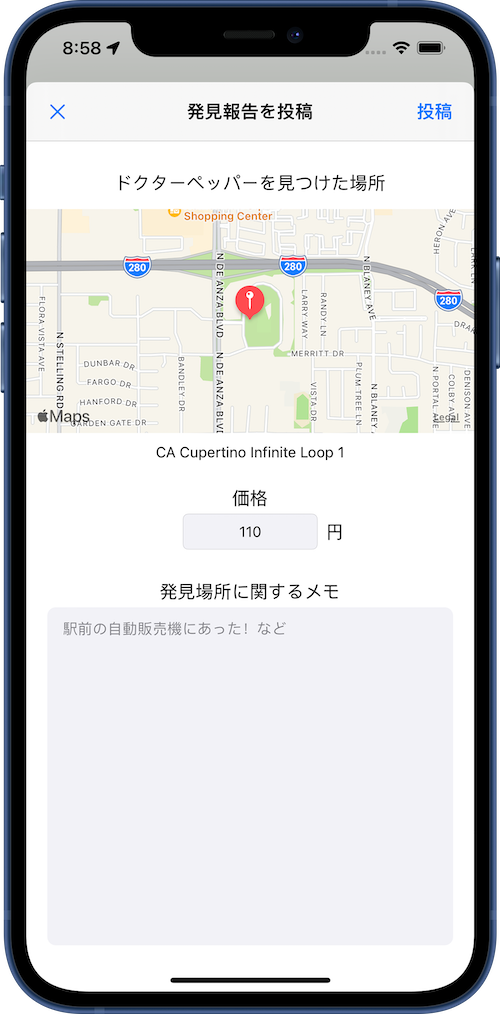 8:58
発見報告を投稿
投稿
ドクターペッパーを見つけた場所
Shopping Center
280
280
280
HERON AVE
N DE ANZA BLVD
N BLANEY AVE
FLORA VISTA AVE
N STELLING RD
LARRY WAY
RANDY LN
MERRITT DR
DUNBAR DR
FARGO DR
HANFORD DR
GARDEN GATE DR
BANDLEY DR
N DE ANZA BLVD
VISTA DR
PLUM TREE LN
N BLANEY
N PORTAL AVE
COLBY AVE
DENISON AVE
Maps
Legal
CA Cupertino Infinite Loop 1
価格
110 円
発見場所に関するメモ
駅前の自動販売機にあった！など